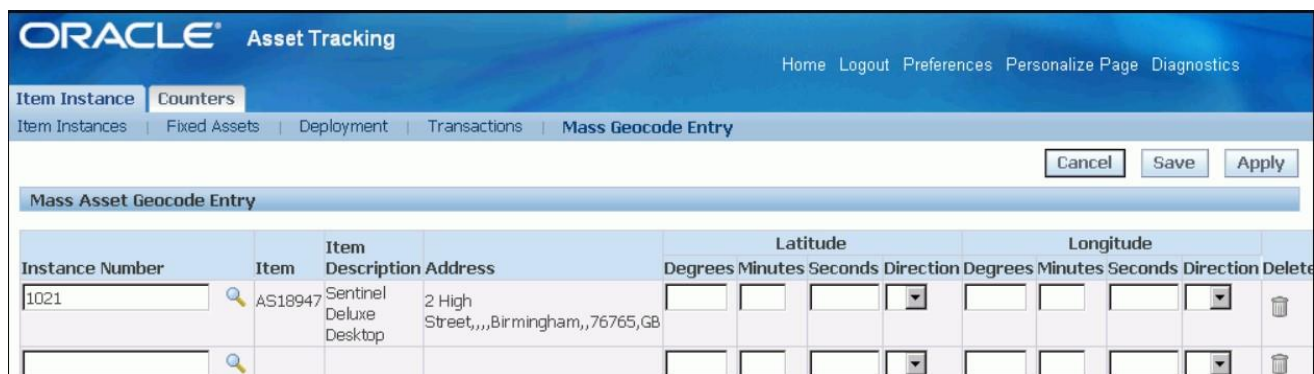 ORACLE® Asset Tracking
Home Logout Preferences Personalize Page Diagnostics
Item Instance Counters
Item Instances | Fixed Assets | Deployment | Transactions | Mass Geocode Entry
Cancel Save Apply
Mass Asset Geocode Entry
Latitude Longitude
Instance Number Item Item Description Address Degrees Minutes Seconds Direction Degrees Minutes Seconds Direction Delete
1021 AS18947 Sentinel Deluxe Desktop 2 High Street,,,,Birmingham,,76765,GB